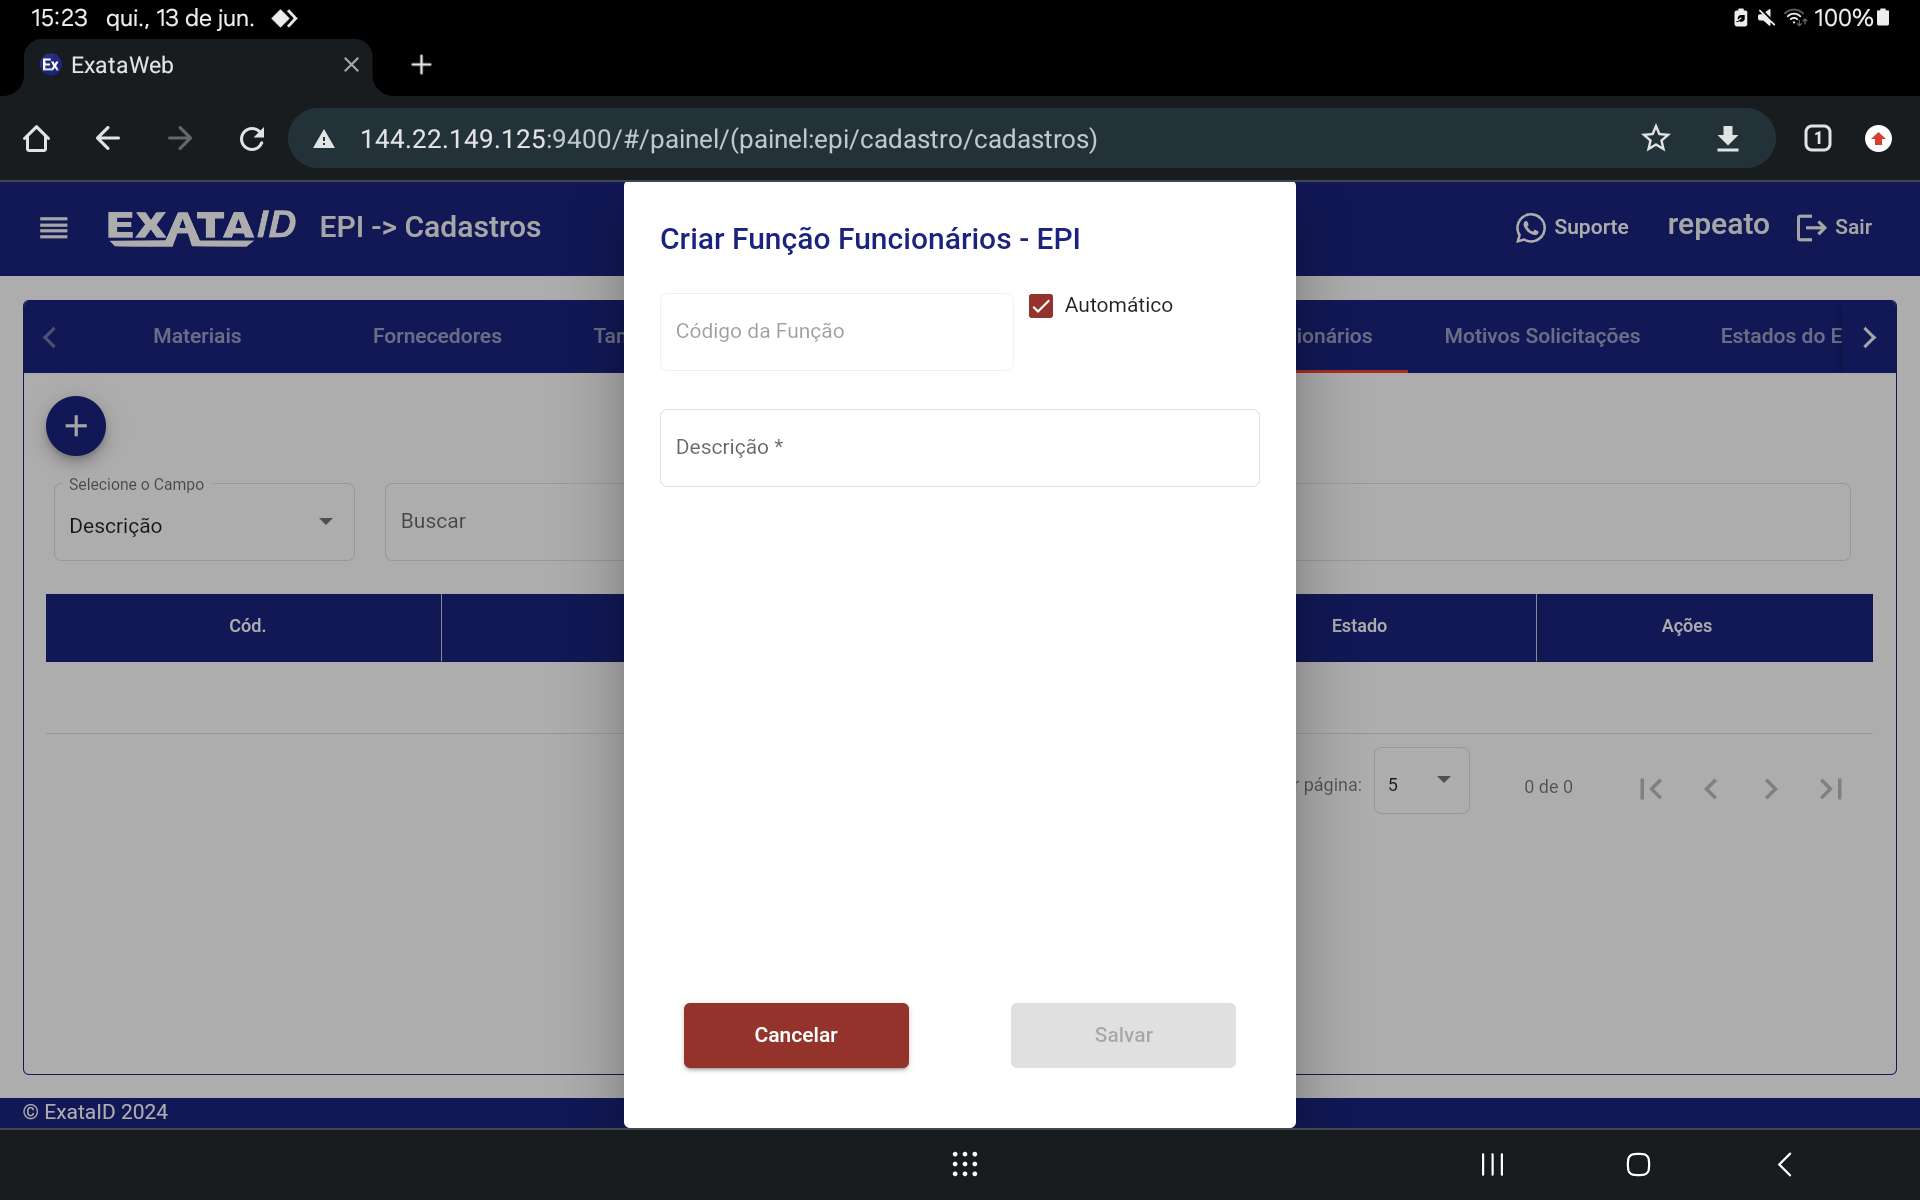 15:23 qui., 13 de jun. 100%
Ex ExataWeb
144.22.149.125:9400/#/painel/(painel:epi/cadastro/cadastros) 1
EXATAID EPI -> Cadastros Suporte repeato Sair
Criar Função Funcionários - EPI
Código da Função Automático
Materiais Fornecedores Tar ionários Motivos Solicitações Estados do E
Descrição *
Selecione o Campo
Descrição Buscar
Cód. Estado Ações
r página: 5 0 de 0
Cancelar Salvar
© ExataID 2024